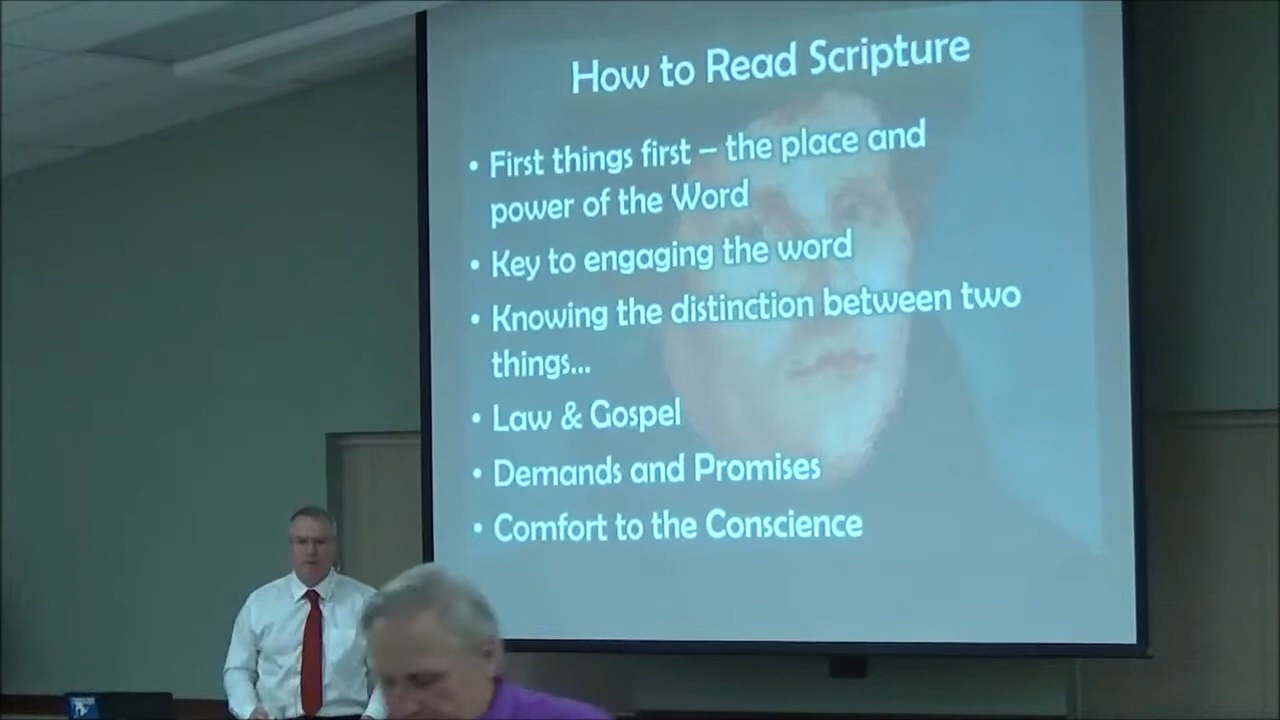 How to Read Scripture
• First things first – the place and
power of the Word
• Key to engaging the word
• Knowing the distinction between two
things...
• Law & Gospel
• Demands and Promises
• Comfort to the Conscience